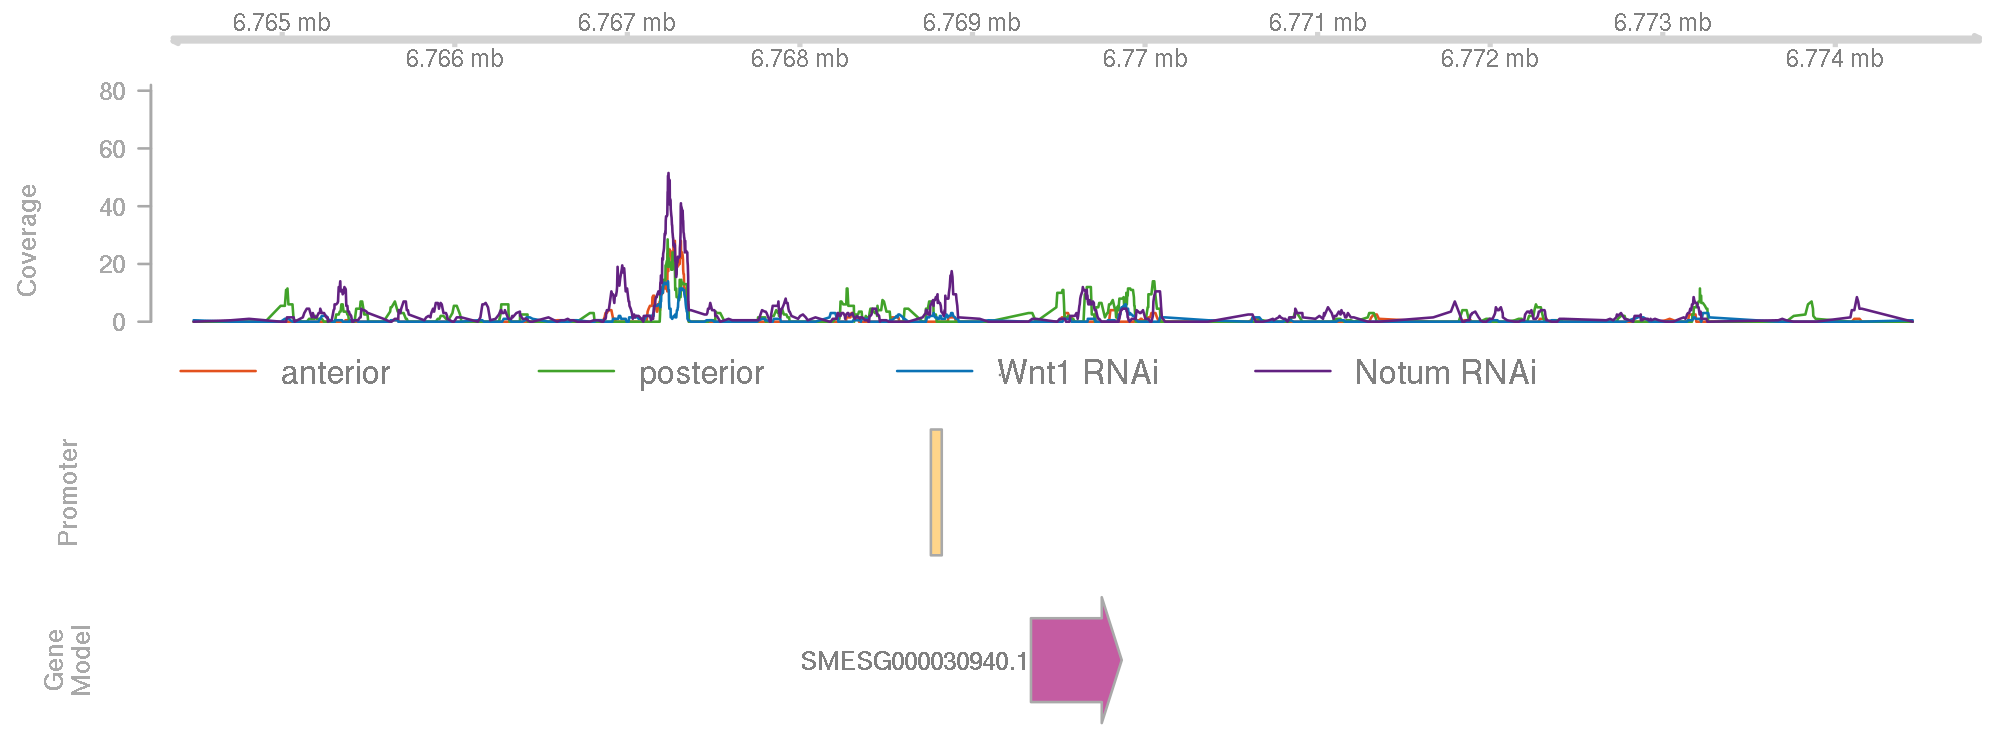 6.765 mb 6.767 mb 6.769 mb 6.771 mb 6.773 mb
6.766 mb 6.768 mb 6.77 mb 6.772 mb 6.774 mb
Coverage
80
60
40
20
0
anterior posterior Wnt1 RNAi Notum RNAi
Promoter
Gene
Model
SMESG000030940.1